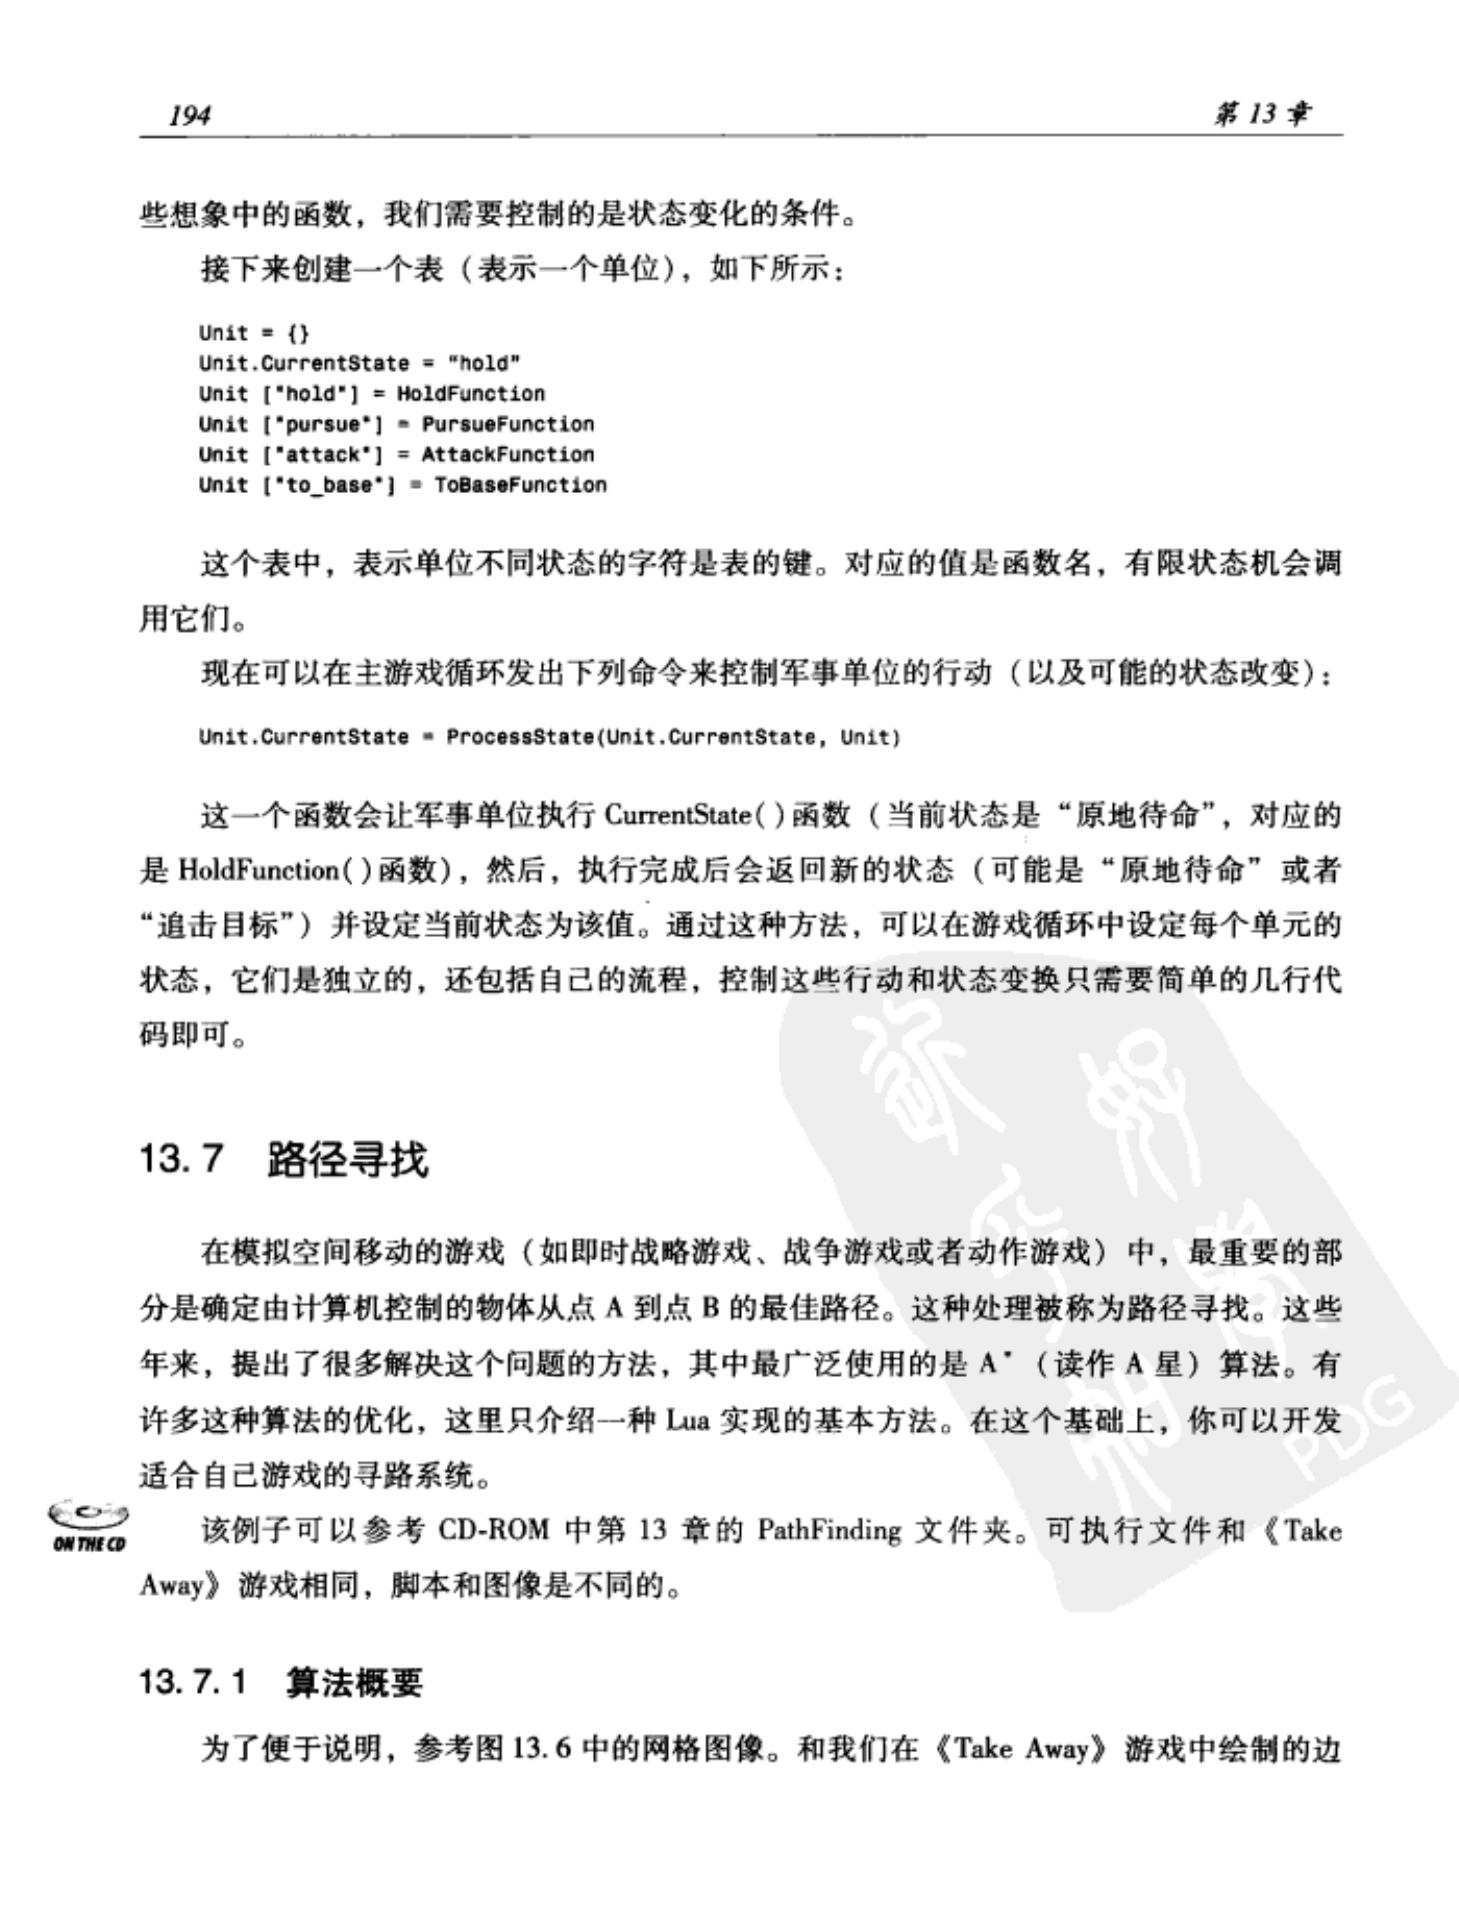 194
第 13 章
些想象中的函数，我们需要控制的是状态变化的条件。
接下来创建一个表（表示一个单位），如下所示：
Unit = {}
Unit.CurrentState = "hold"
Unit ["hold"] = HoldFunction
Unit ["pursue"] = PursueFunction
Unit ["attack"] = AttackFunction
Unit ["to_base"] = ToBaseFunction
这个表中，表示单位不同状态的字符是表的键。对应的值是函数名，有限状态机会调
用它们。
现在可以在主游戏循环发出下列命令来控制军事单位的行动（以及可能的状态改变）：
Unit.CurrentState = ProcessState(Unit.CurrentState, Unit)
这一个函数会让军事单位执行 CurrentState( )函数（当前状态是“原地待命”，对应的
是 HoldFunction( )函数），然后，执行完成后会返回新的状态（可能是“原地待命”或者
“追击目标”）并设定当前状态为该值。通过这种方法，可以在游戏循环中设定每个单元的
状态，它们是独立的，还包括自己的流程，控制这些行动和状态变换只需要简单的几行代
码即可。
13. 7 路径寻找
在模拟空间移动的游戏（如即时战略游戏、战争游戏或者动作游戏）中，最重要的部
分是确定由计算机控制的物体从点 A 到点 B 的最佳路径。这种处理被称为路径寻找。这些
年来，提出了很多解决这个问题的方法，其中最广泛使用的是 A*（读作 A 星）算法。有
许多这种算法的优化，这里只介绍一种 Lua 实现的基本方法。在这个基础上，你可以开发
适合自己游戏的寻路系统。
ON THE CD
该例子可以参考 CD-ROM 中第 13 章的 PathFinding 文件夹。可执行文件和《Take
Away》游戏相同，脚本和图像是不同的。
13. 7. 1 算法概要
为了便于说明，参考图 13. 6 中的网格图像。和我们在《Take Away》游戏中绘制的边
PDG